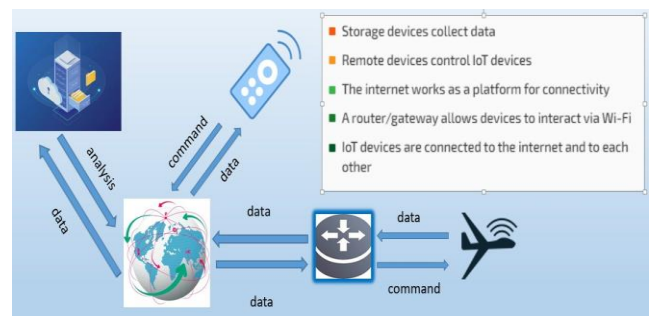 Storage devices collect data
Remote devices control IoT devices
The internet works as a platform for connectivity
A router/gateway allows devices to interact via Wi-Fi
IoT devices are connected to the internet and to each
other
command
data
analysis
data
data
data
data
command